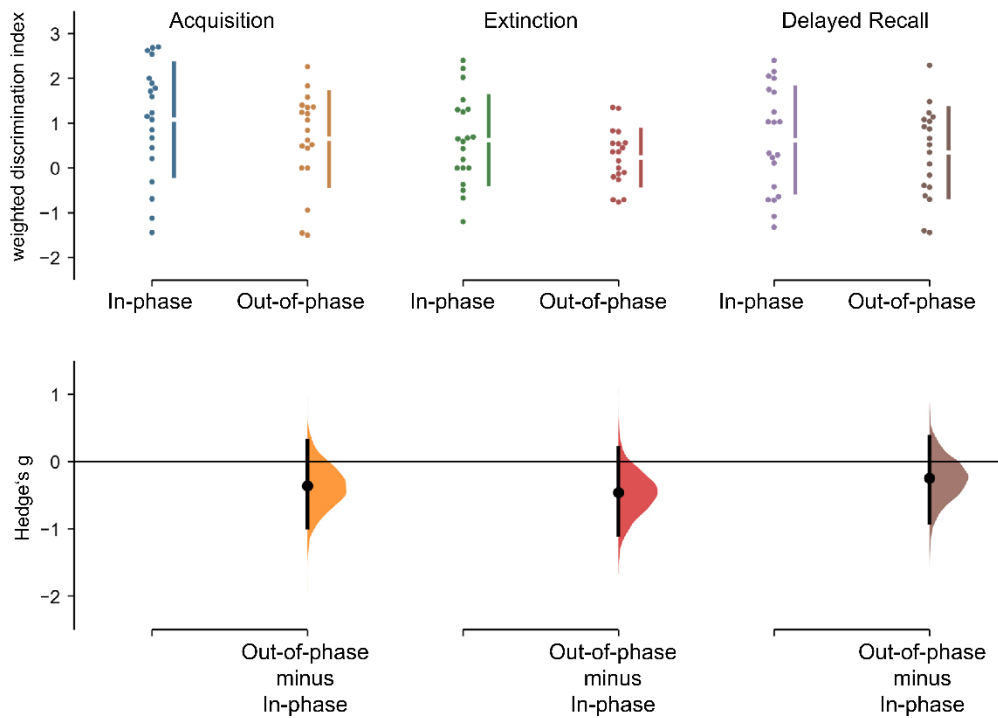 Acquisition Extinction Delayed Recall
weighted discrimination index
3
2
1
0
−1
−2
In-phase Out-of-phase In-phase Out-of-phase In-phase Out-of-phase
Hedge‘s g
1
0
−1
−2
Out-of-phase Out-of-phase Out-of-phase
minus minus minus
In-phase In-phase In-phase